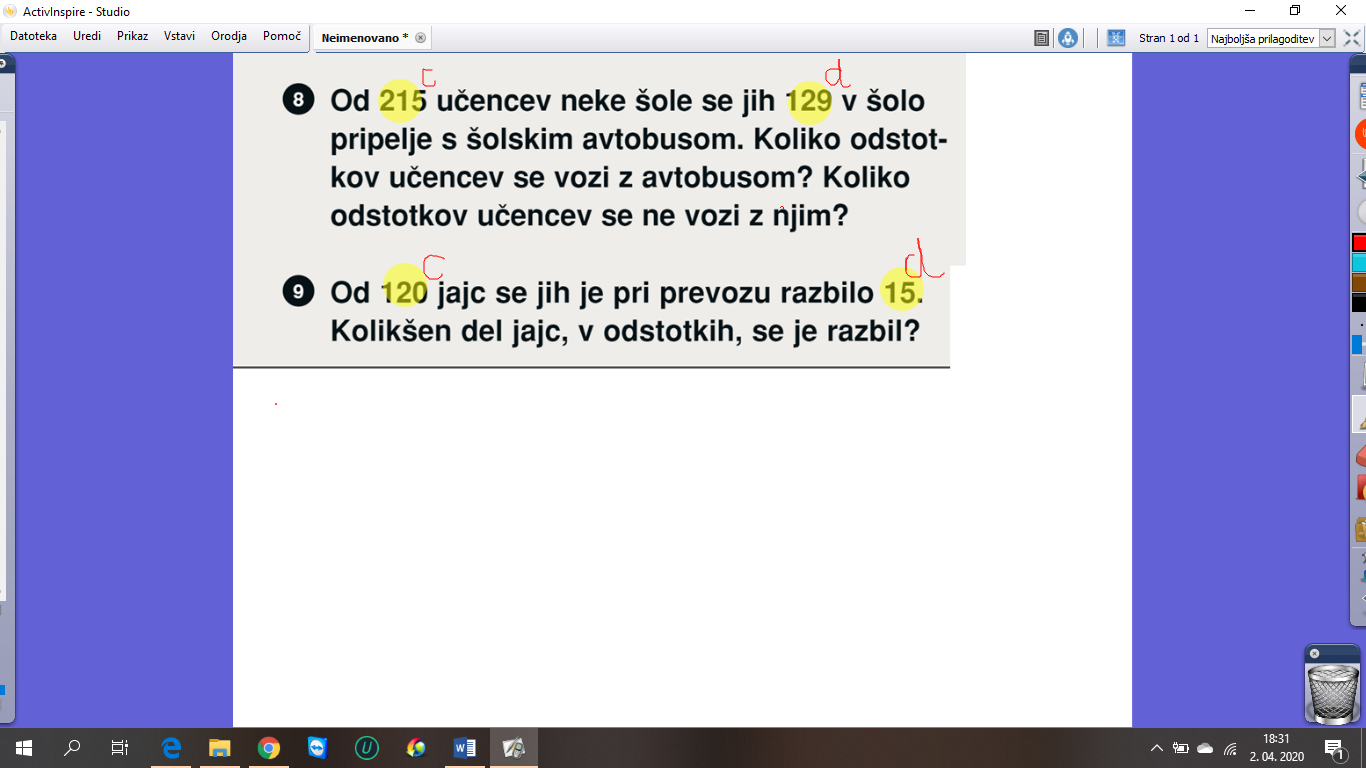 ActivInspire - Studio
Datoteka Uredi Prikaz Vstavi Orodja Pomoč Neimenovano * Stran 1 od 1 Najboljša prilagoditev
c d
8 Od 215 učencev neke šole se jih 129 v šolo
pripelje s šolskim avtobusom. Koliko odstot-
kov učencev se vozi z avtobusom? Koliko
odstotkov učencev se ne vozi z njim?
c d
9 Od 120 jajc se jih je pri prevozu razbilo 15.
Kolikšen del jajc, v odstotkih, se je razbil?
18:31
2. 04. 2020
1